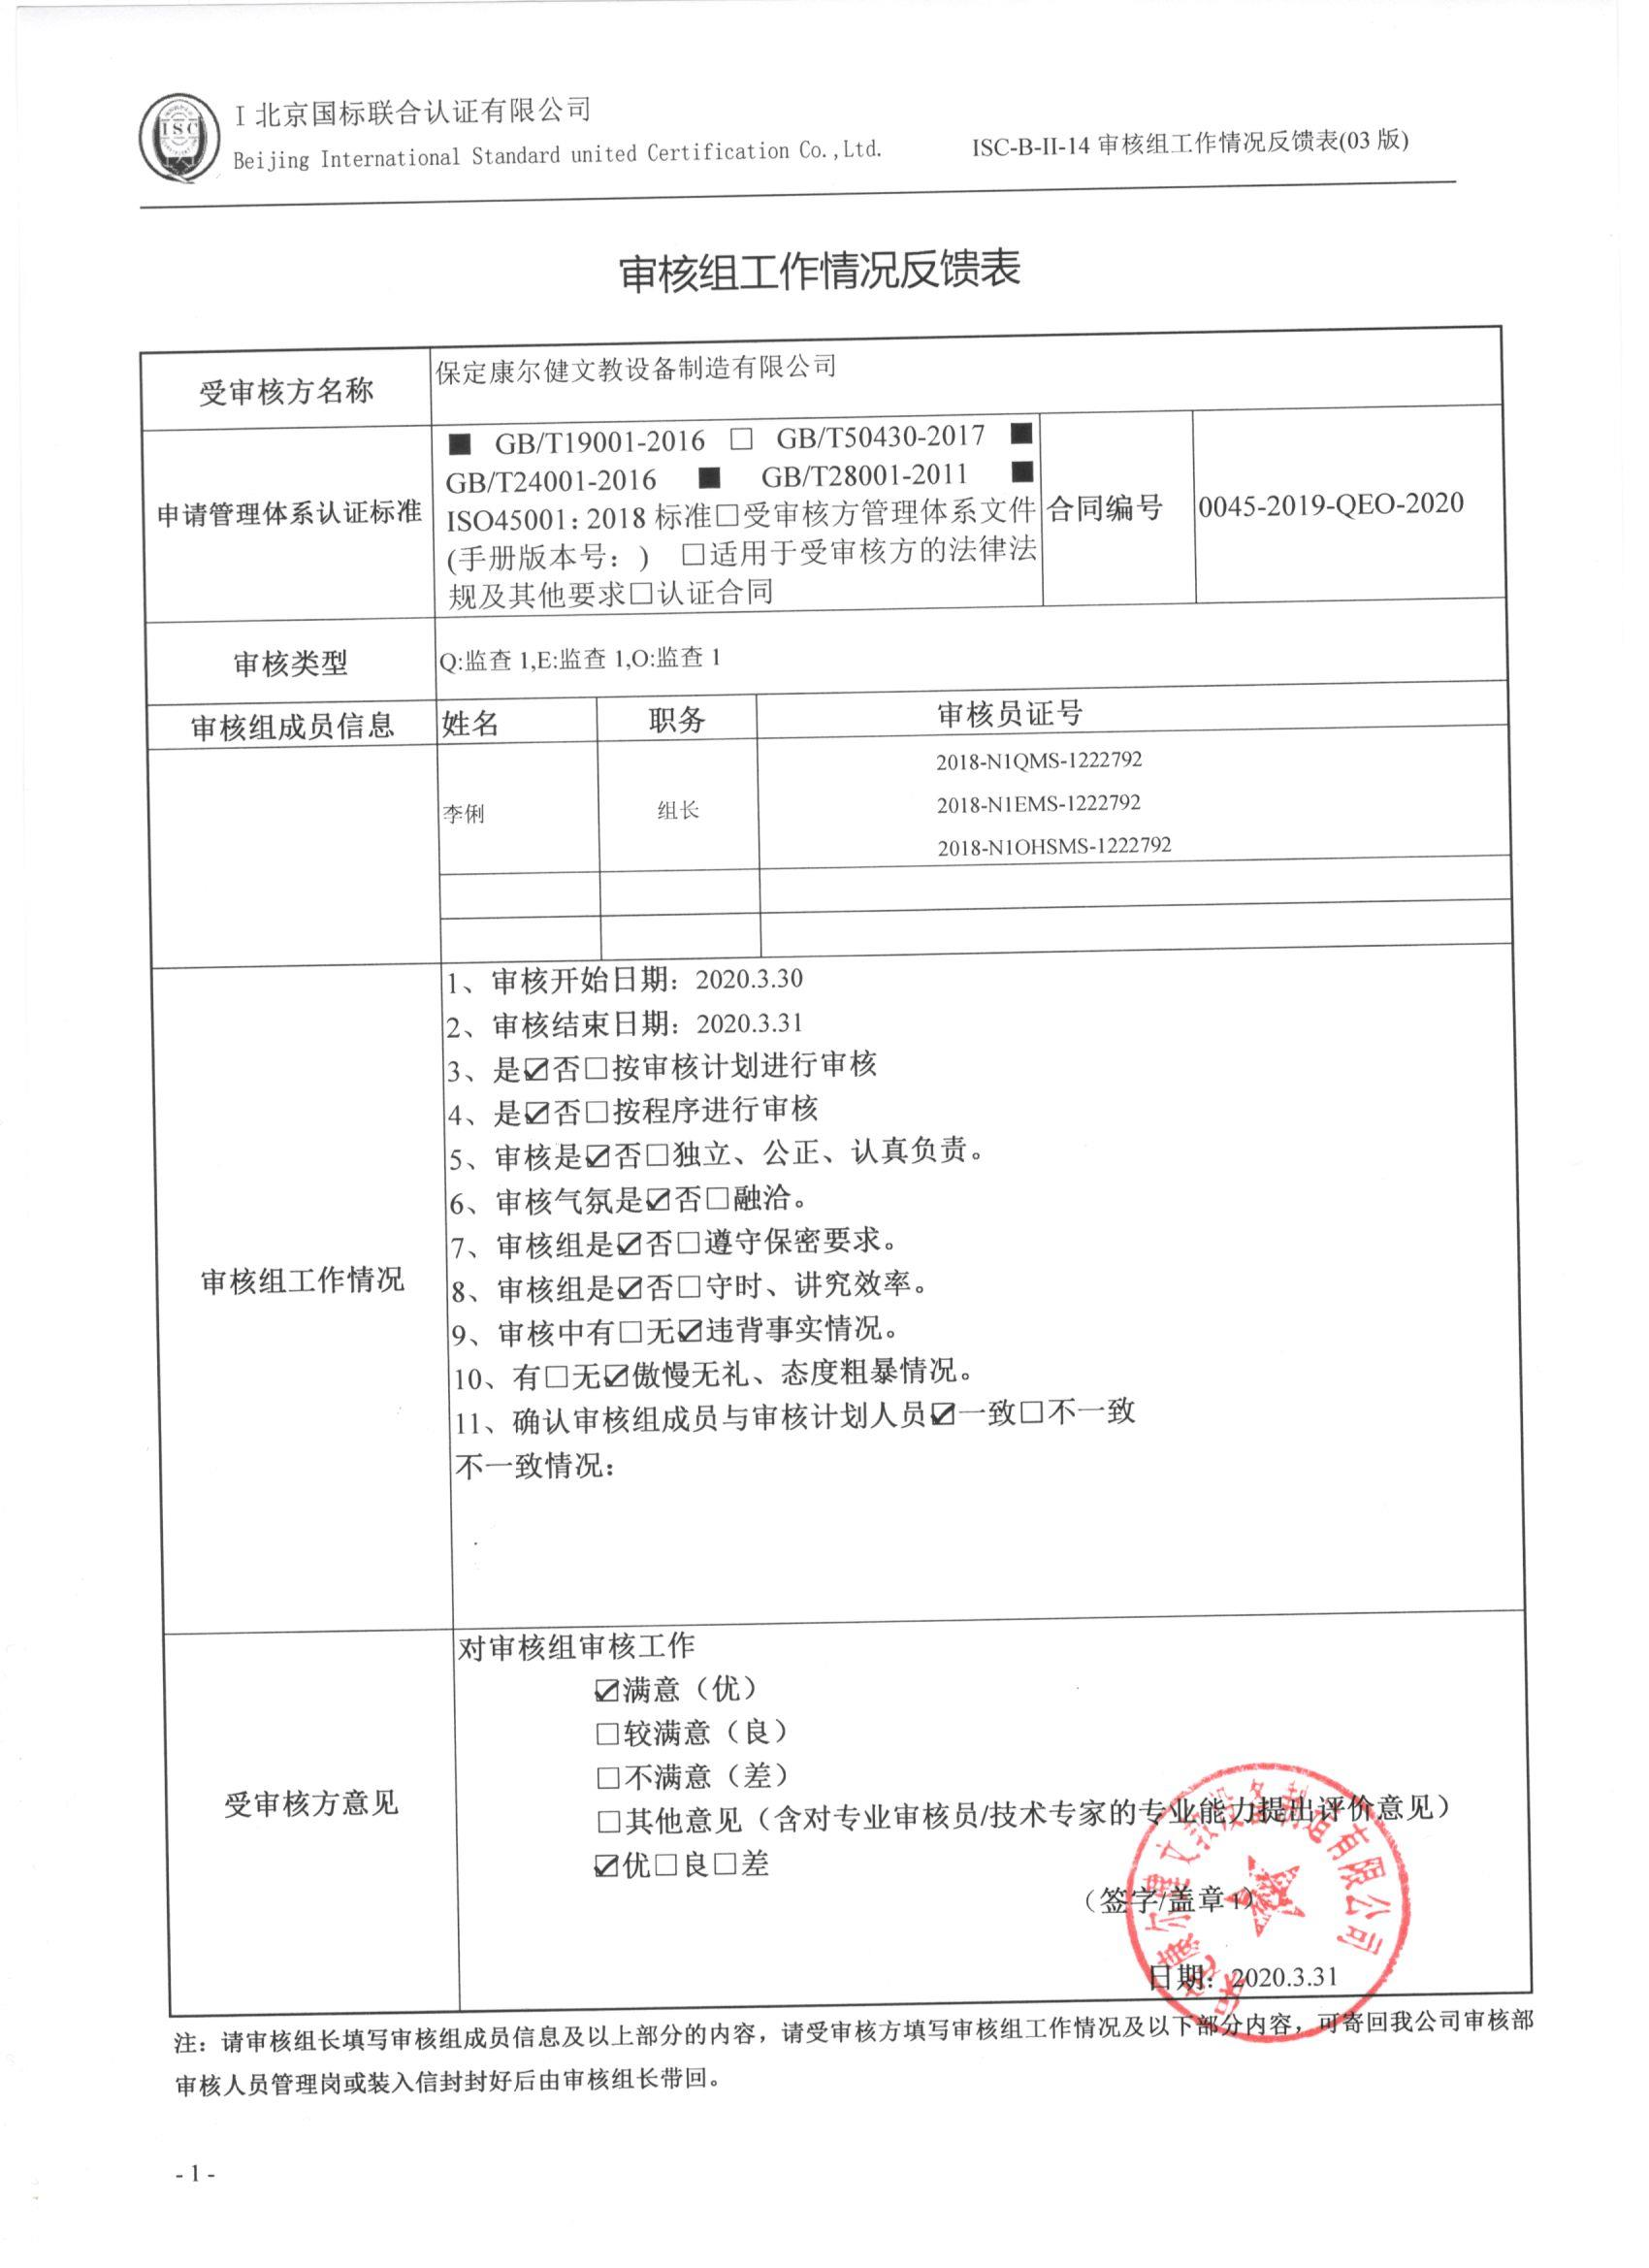 ISC
I 北京国标联合认证有限公司
Beijing International Standard united Certification Co.,Ltd.
ISC-B-II-14 审核组工作情况反馈表(03 版)
审核组工作情况反馈表
受审核方名称
保定康尔健文教设备制造有限公司
申请管理体系认证标准
■ GB/T19001-2016 □ GB/T50430-2017 ■
GB/T24001-2016 ■ GB/T28001-2011 ■
ISO45001:2018 标准□受审核方管理体系文件
(手册版本号: ) □适用于受审核方的法律法
规及其他要求□认证合同
合同编号
0045-2019-QEO-2020
审核类型
Q:监查 1,E:监查 1,O:监查 1
审核组成员信息
姓名
职务
审核员证号
李俐
组长
2018-N1QMS-1222792
2018-N1EMS-1222792
2018-N1OHSMS-1222792
审核组工作情况
1、审核开始日期：2020.3.30
2、审核结束日期：2020.3.31
3、是☑否□按审核计划进行审核
4、是☑否□按程序进行审核
5、审核是☑否□独立、公正、认真负责。
6、审核气氛是☑否□融洽。
7、审核组是☑否□遵守保密要求。
8、审核组是☑否□守时、讲究效率。
9、审核中有□无☑违背事实情况。
10、有□无☑傲慢无礼、态度粗暴情况。
11、确认审核组成员与审核计划人员☑一致□不一致
不一致情况：
受审核方意见
对审核组审核工作
☑满意（优）
□较满意（良）
□不满意（差）
□其他意见（含对专业审核员/技术专家的专业能力提出评价意见）
☑优□良□差
（签字/盖章）
日期：2020.3.31
保定康尔健文教设备制造有限公司
注：请审核组长填写审核组成员信息及以上部分的内容，请受审核方填写审核组工作情况及以下部分内容，可寄回我公司审核部
审核人员管理岗或装入信封封好后由审核组长带回。
- 1 -